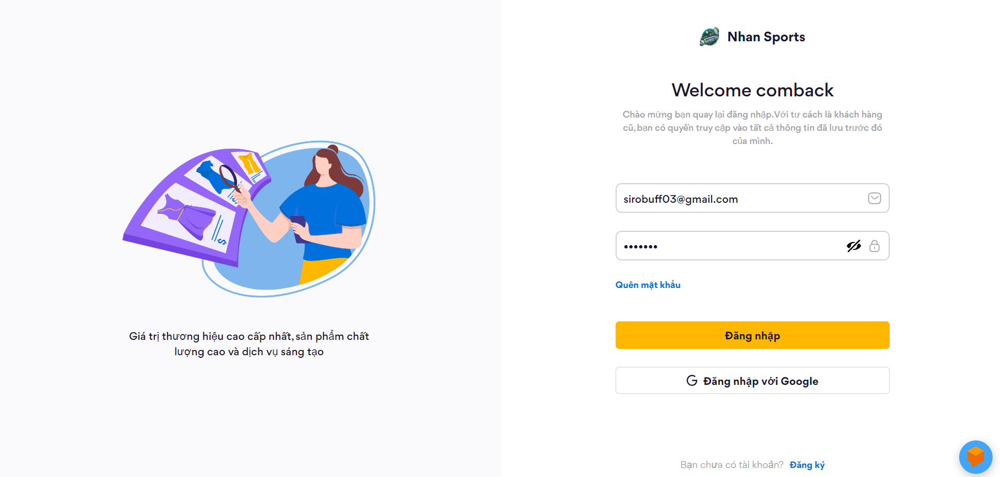 Nhan Sports
Welcome comback
Chào mừng bạn quay lại đăng nhập.Với tư cách là khách hàng
cũ, bạn có quyền truy cập vào tất cả thông tin đã lưu trước đó
của mình.
sirobuff03@gmail.com
•••••••
Quên mật khẩu
Đăng nhập
Đăng nhập với Google
Bạn chưa có tài khoản? Đăng ký
Giá trị thương hiệu cao cấp nhất, sản phẩm chất
lượng cao và dịch vụ sáng tạo